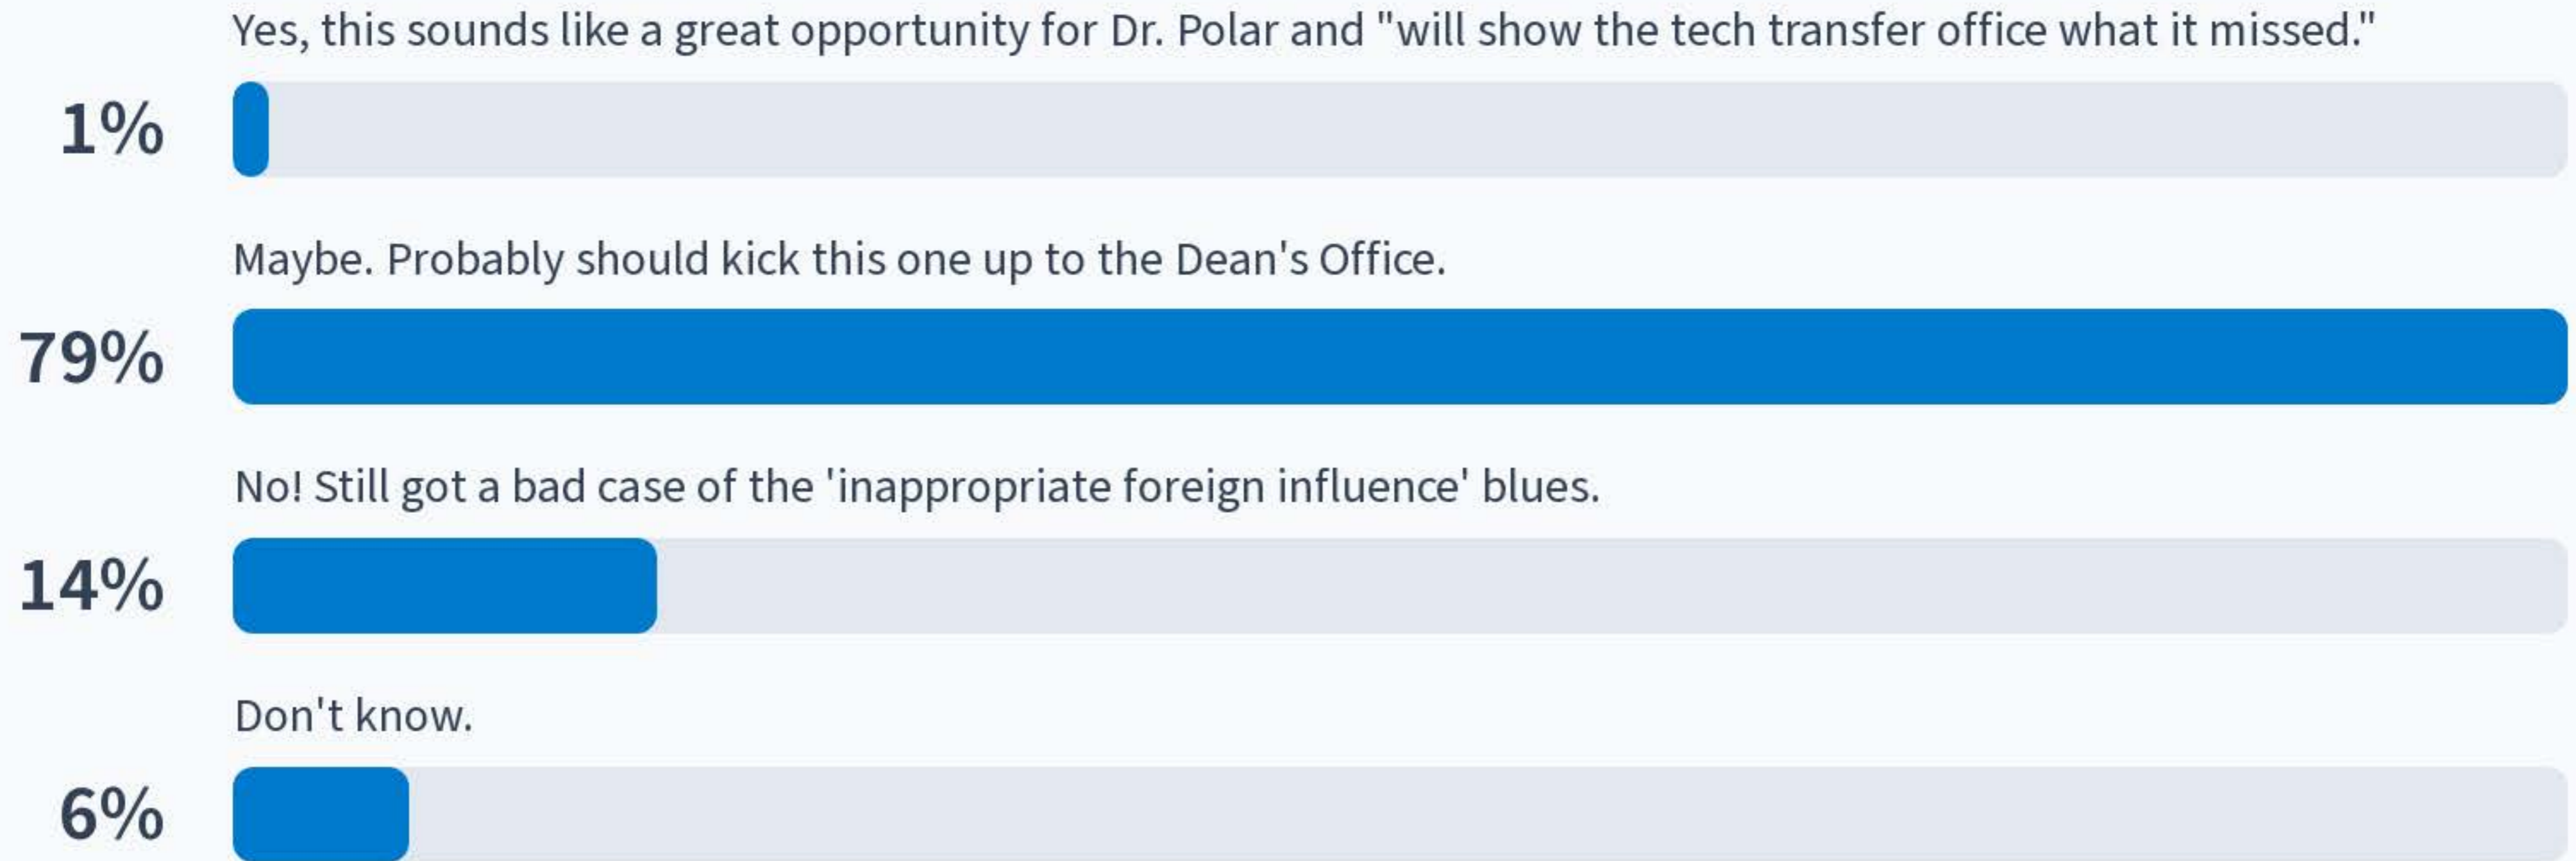 Yes, this sounds like a great opportunity for Dr. Polar and "will show the tech transfer office what it missed."
1%
Maybe. Probably should kick this one up to the Dean's Office.
79%
No! Still got a bad case of the 'inappropriate foreign influence' blues.
14%
Don't know.
6%